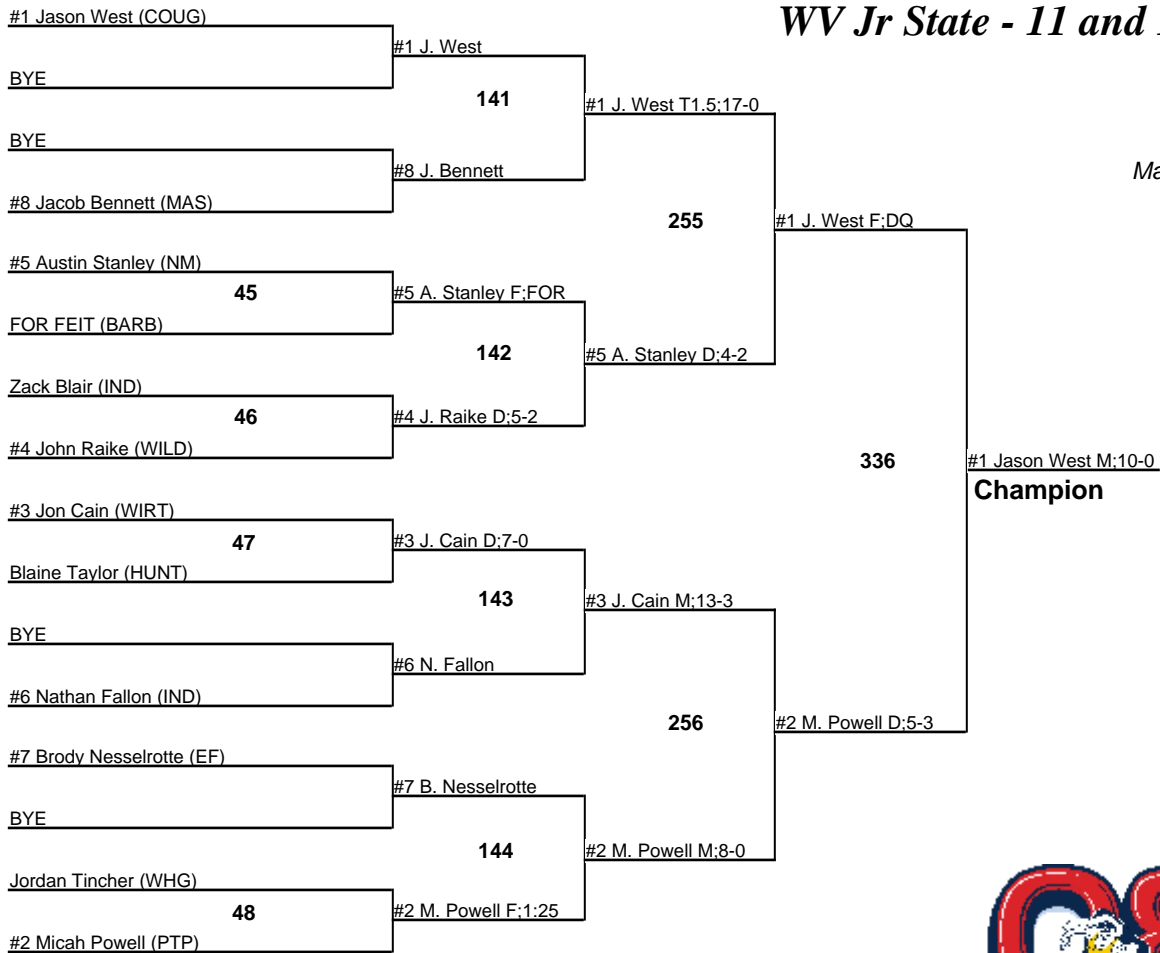 WV Jr State - 11 and
#1 Jason West (COUG)
#1 J. West
BYE
141
#1 J. West T1.5;17-0
BYE
#8 J. Bennett
Ma
#8 Jacob Bennett (MAS)
255
#1 J. West F;DQ
#5 Austin Stanley (NM)
45
#5 A. Stanley F;FOR
FOR FEIT (BARB)
142
#5 A. Stanley D;4-2
Zack Blair (IND)
46
#4 J. Raike D;5-2
#4 John Raike (WILD)
336
#1 Jason West M;10-0
Champion
#3 Jon Cain (WIRT)
47
#3 J. Cain D;7-0
Blaine Taylor (HUNT)
143
#3 J. Cain M;13-3
BYE
#6 N. Fallon
#6 Nathan Fallon (IND)
256
#2 M. Powell D;5-3
#7 Brody Nesselrotte (EF)
#7 B. Nesselrotte
BYE
144
#2 M. Powell M;8-0
Jordan Tincher (WHG)
48
#2 M. Powell F;1:25
#2 Micah Powell (PTP)